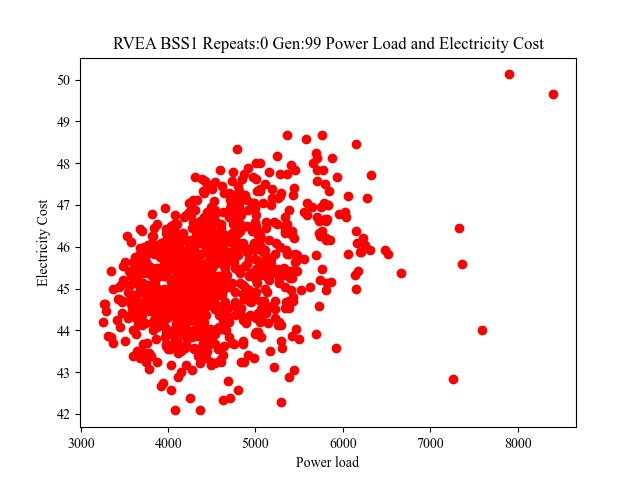 RVEA BSS1 Repeats:0 Gen:99 Power Load and Electricity Cost
50
49
48
47
46
45
44
43
42
Electricity Cost
3000 4000 5000 6000 7000 8000
Power load